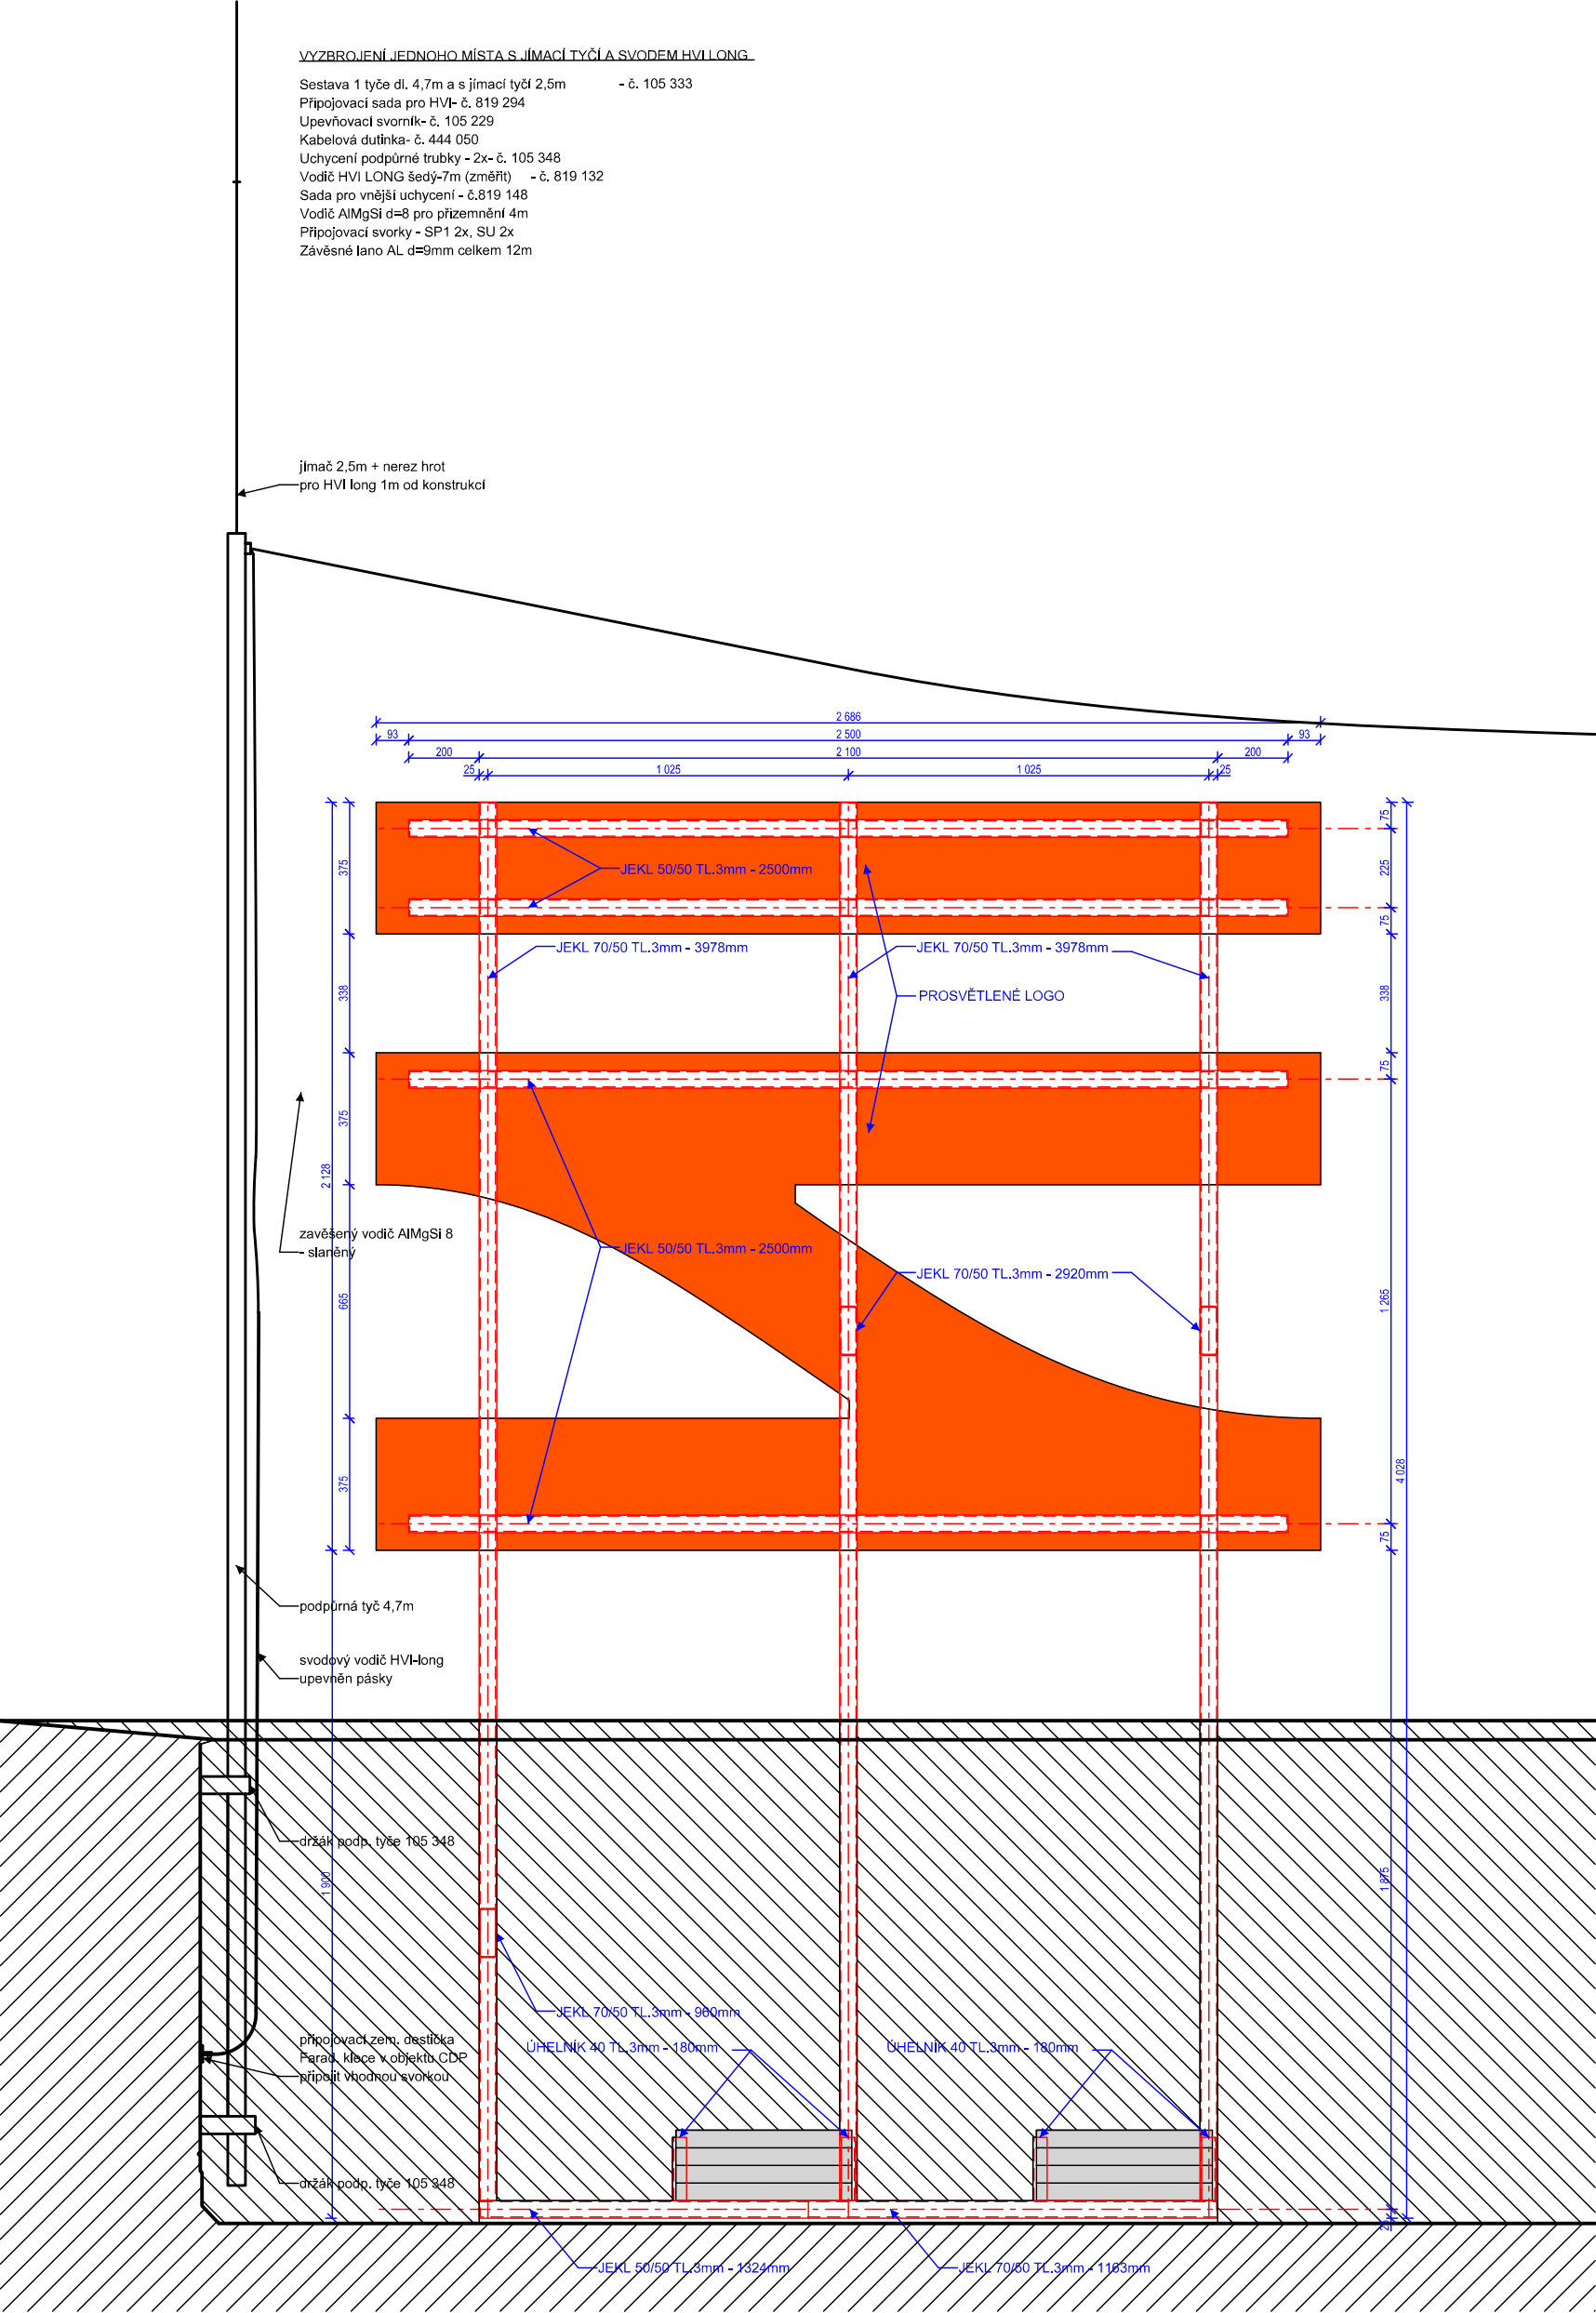 VYZBROJENÍ JEDNOHO MÍSTA S JÍMACÍ TYČÍ A SVODEM HVI LONG
Sestava 1 tyče dl. 4,7m a s jímací tyčí 2,5m - č. 105 333
Připojovací sada pro HVI- č. 819 294
Upevňovací svorník- č. 105 229
Kabelová dutinka- č. 444 050
Uchycení podpůrné trubky - 2x- č. 105 348
Vodič HVI LONG šedý-7m (změřit) - č. 819 132
Sada pro vnější uchycení - č.819 148
Vodič AlMgSi d=8 pro přizemnění 4m
Připojovací svorky - SP1 2x, SU 2x
Závěsné lano AL d=9mm celkem 12m
jímač 2,5m + nerez hrot
pro HVI long 1m od konstrukcí
2 686
93
2 500
93
200
2 100
200
25
1 025
1 025
25
75
375
JEKL 50/50 TL.3mm - 2500mm
225
75
JEKL 70/50 TL.3mm - 3978mm
JEKL 70/50 TL.3mm - 3978mm
338
PROSVĚTLENÉ LOGO
338
75
375
2 128
zavěšený vodič AlMgSi 8
- slaněný
JEKL 50/50 TL.3mm - 2500mm
JEKL 70/50 TL.3mm - 2920mm
665
1 265
4 028
375
75
podpůrná tyč 4,7m
svodový vodič HVI-long
upevněn pásky
držák podp. tyče 105 348
1 900
1 875
JEKL 70/50 TL.3mm - 960mm
připojovací zem. destička
Farad. klece v objektu CDP
připojit vhodnou svorkou
ÚHELNÍK 40 TL.3mm - 180mm
ÚHELNÍK 40 TL.3mm - 180mm
držák podp. tyče 105 348
25
JEKL 50/50 TL.3mm - 1324mm
JEKL 70/50 TL.3mm - 1163mm